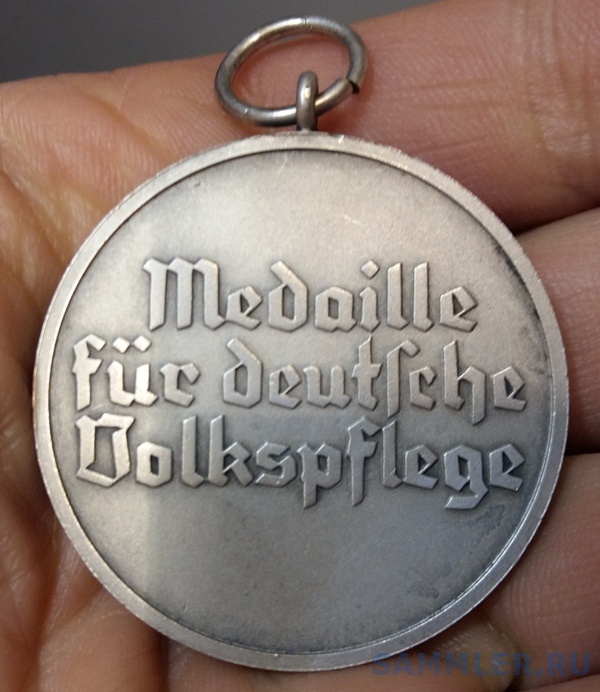 Medaille
für deutſche
Volkspflege
SAMMLER.RU